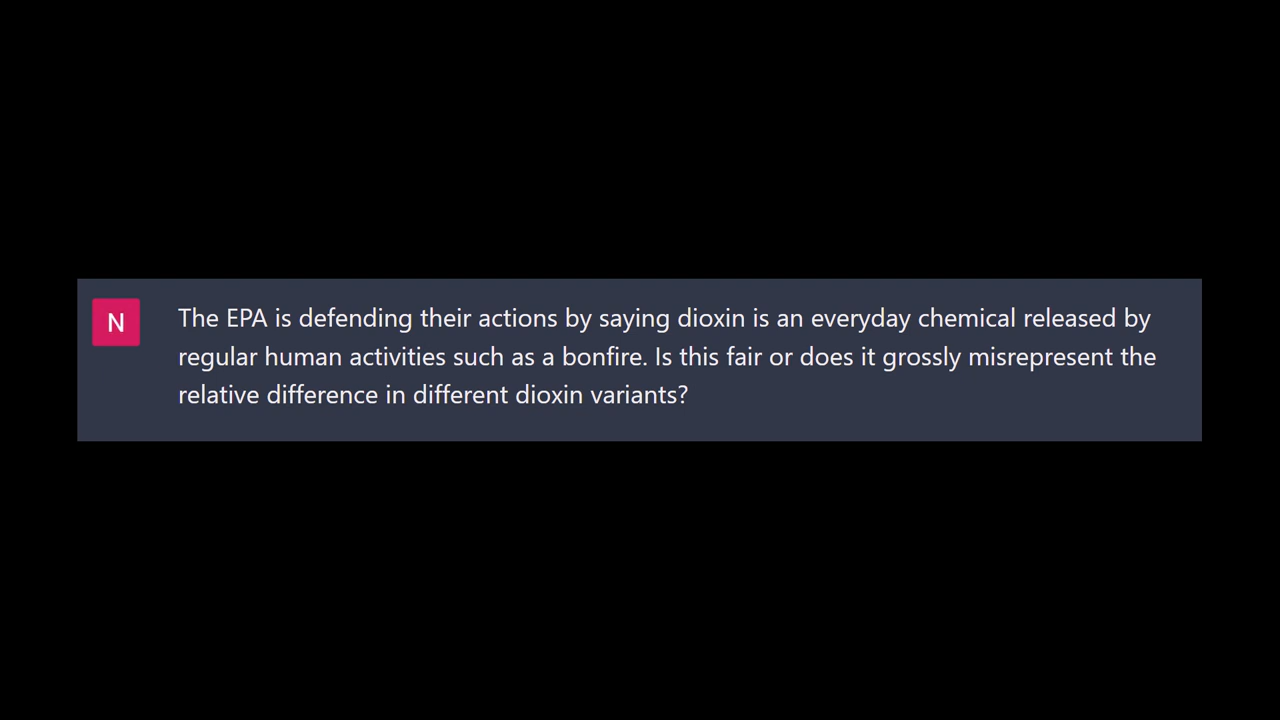 N
The EPA is defending their actions by saying dioxin is an everyday chemical released by
regular human activities such as a bonfire. Is this fair or does it grossly misrepresent the
relative difference in different dioxin variants?